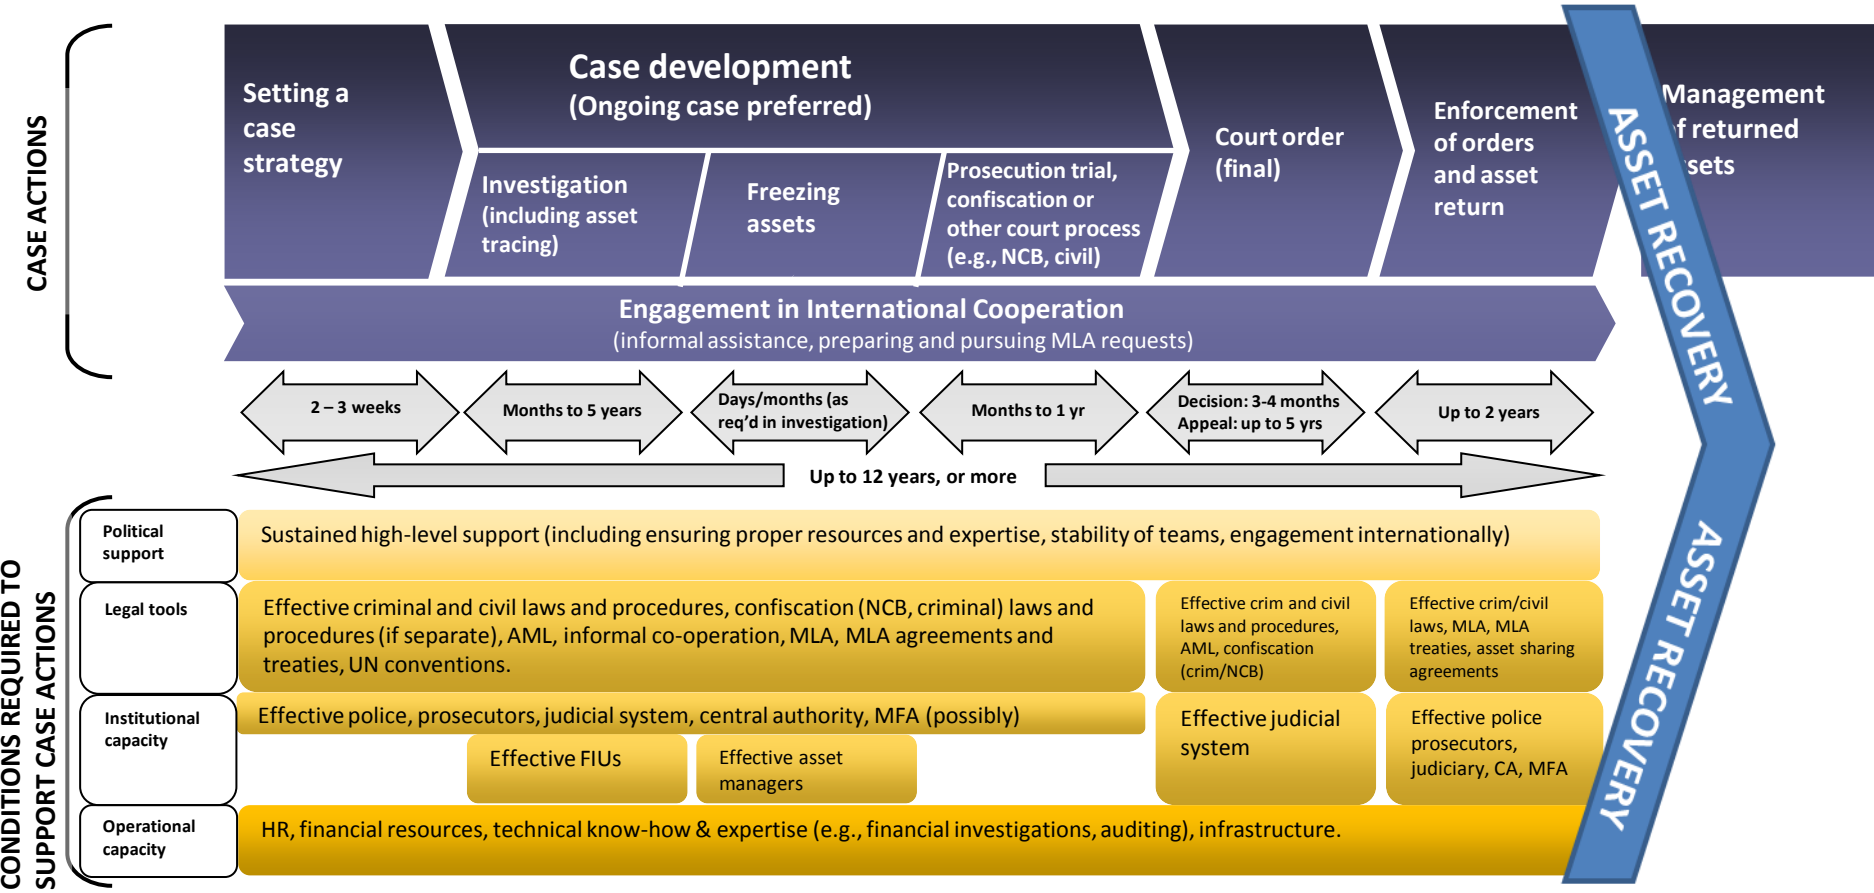 CASE ACTIONS
Setting a
case
strategy
Case development
(Ongoing case preferred)
Investigation
(including asset
tracing)
Freezing
assets
Prosecution trial,
confiscation or
other court process
(e.g., NCB, civil)
Court order
(final)
Enforcement
of orders
and asset
return
Management
of returned
ssets
ASSET RECOVERY
Engagement in International Cooperation
(informal assistance, preparing and pursuing MLA requests)
2 – 3 weeks
Months to 5 years
Days/months (as
req’d in investigation)
Months to 1 yr
Decision: 3-4 months
Appeal: up to 5 yrs
Up to 2 years
Up to 12 years, or more
CONDITIONS REQUIRED TO
SUPPORT CASE ACTIONS
Political
support
Sustained high-level support (including ensuring proper resources and expertise, stability of teams, engagement internationally)
Legal tools
Effective criminal and civil laws and procedures, confiscation (NCB, criminal) laws and
procedures (if separate), AML, informal co-operation, MLA, MLA agreements and
treaties, UN conventions.
Effective crim and civil
laws and procedures,
AML, confiscation
(crim/NCB)
Effective crim/civil
laws, MLA, MLA
treaties, asset sharing
agreements
Institutional
capacity
Effective police, prosecutors, judicial system, central authority, MFA (possibly)
Effective FIUs
Effective asset
managers
Effective judicial
system
Effective police
prosecutors,
judiciary, CA, MFA
Operational
capacity
HR, financial resources, technical know-how & expertise (e.g., financial investigations, auditing), infrastructure.
ASSET RECOVERY